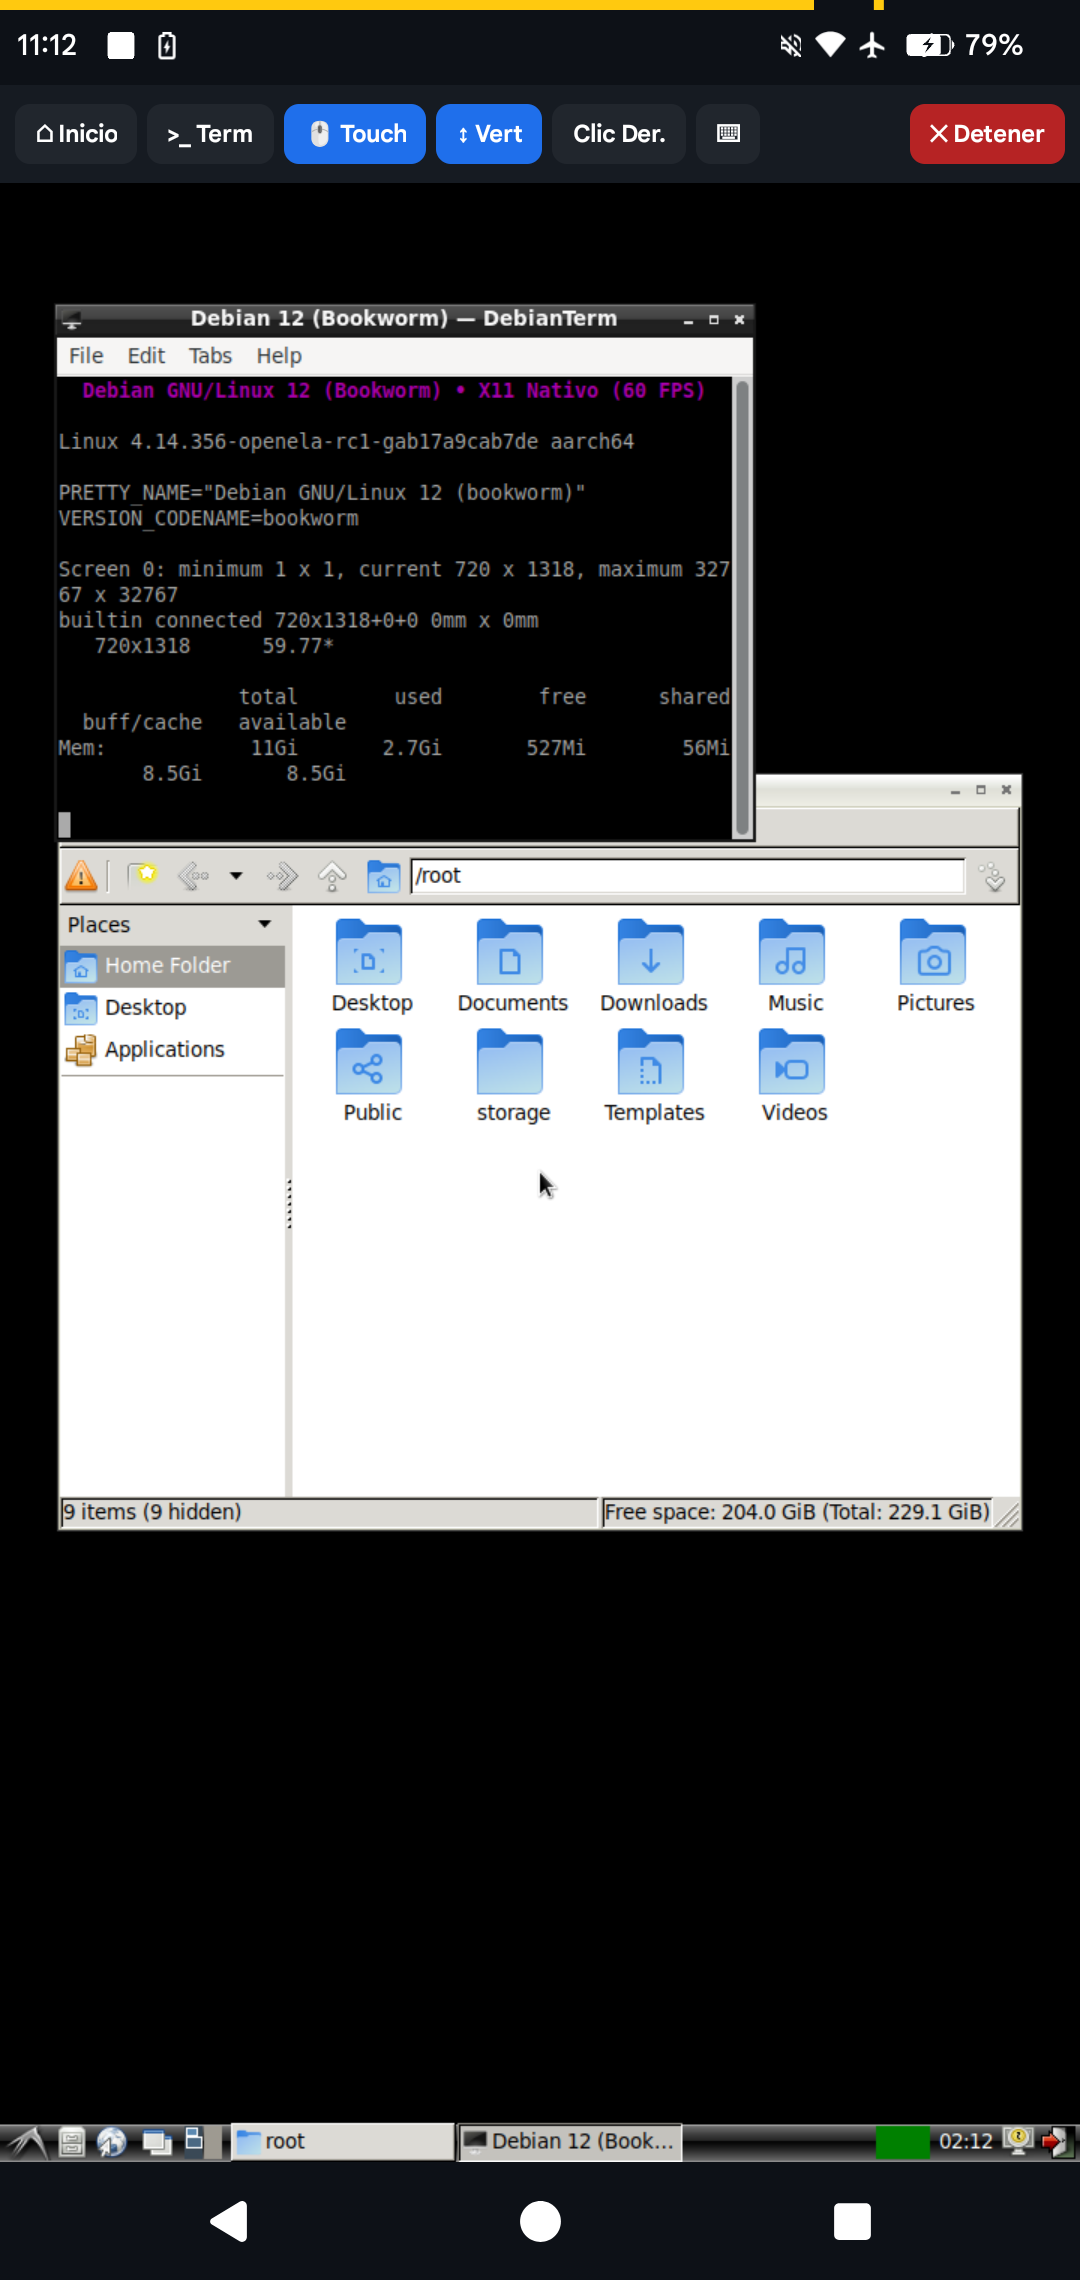 11:12
79%
Inicio
>_ Term
Touch
↕ Vert
Clic Der.
Detener
Debian 12 (Bookworm) — DebianTerm
File Edit Tabs Help
Debian GNU/Linux 12 (Bookworm) • X11 Nativo (60 FPS)
Linux 4.14.356-openela-rc1-gab17a9cab7de aarch64
PRETTY_NAME="Debian GNU/Linux 12 (bookworm)"
VERSION_CODENAME=bookworm
Screen 0: minimum 1 x 1, current 720 x 1318, maximum 327
67 x 32767
builtin connected 720x1318+0+0 0mm x 0mm
720x1318 59.77*
total used free shared
buff/cache available
Mem: 11Gi 2.7Gi 527Mi 56Mi
8.5Gi 8.5Gi
/root
Places
Home Folder
Desktop
Applications
Desktop Documents Downloads Music Pictures
Public storage Templates Videos
9 items (9 hidden)
Free space: 204.0 GiB (Total: 229.1 GiB)
root
Debian 12 (Book...
02:12